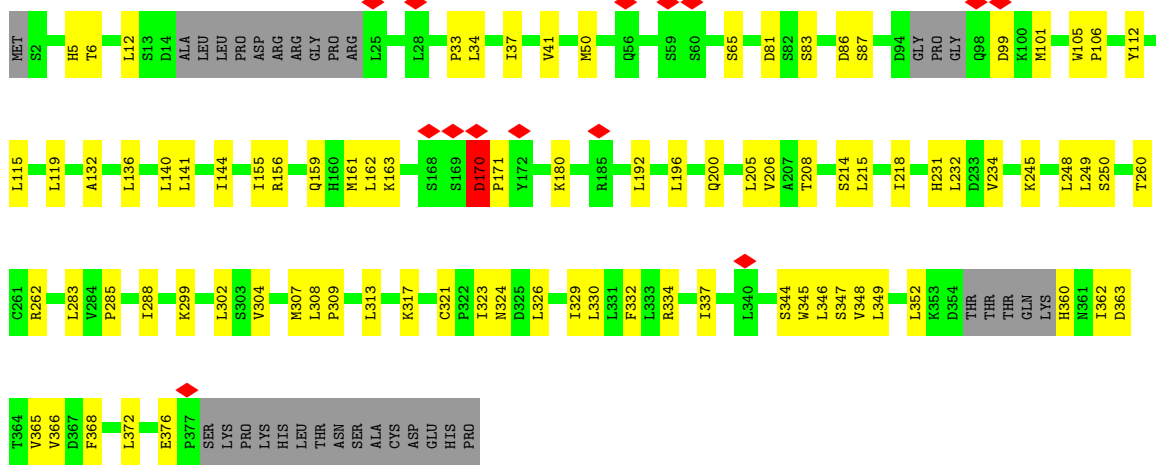 MET S2 H5 T6 L12 S13 D14 ALA LEU LEU PRO ASP ARG ARG GLY PRO ARG L25 L28 P33 L34 I37 V41 M50 Q56 S59 S60 S65 D81 S82 S83 D86 S87 D94 GLY PRO GLY Q98 D99 K100 M101 W105 P106 Y112
L115 L119 A132 L136 L140 L141 I144 I155 R156 Q159 H160 M161 L162 K163 S168 S169 D170 P171 Y172 K180 R185 L192 L196 Q200 L205 V206 A207 T208 S214 L215 I218 H231 L232 D233 V234 K245 L248 L249 S250 T260
C261 R262 L283 V284 P285 I288 K299 L302 S303 V304 M307 L308 P309 L313 K317 C321 P322 I323 N324 D325 L326 I329 L330 L331 F332 L333 R334 I337 L340 S344 W345 L346 S347 V348 L349 L352 K353 D354 THR THR THR GLN LYS H360 N361 I362 D363
T364 V365 V366 D367 F368 L372 E376 P377 SER LYS PRO LYS HIS LEU THR ASN SER ALA CYS ASP GLU HIS PRO